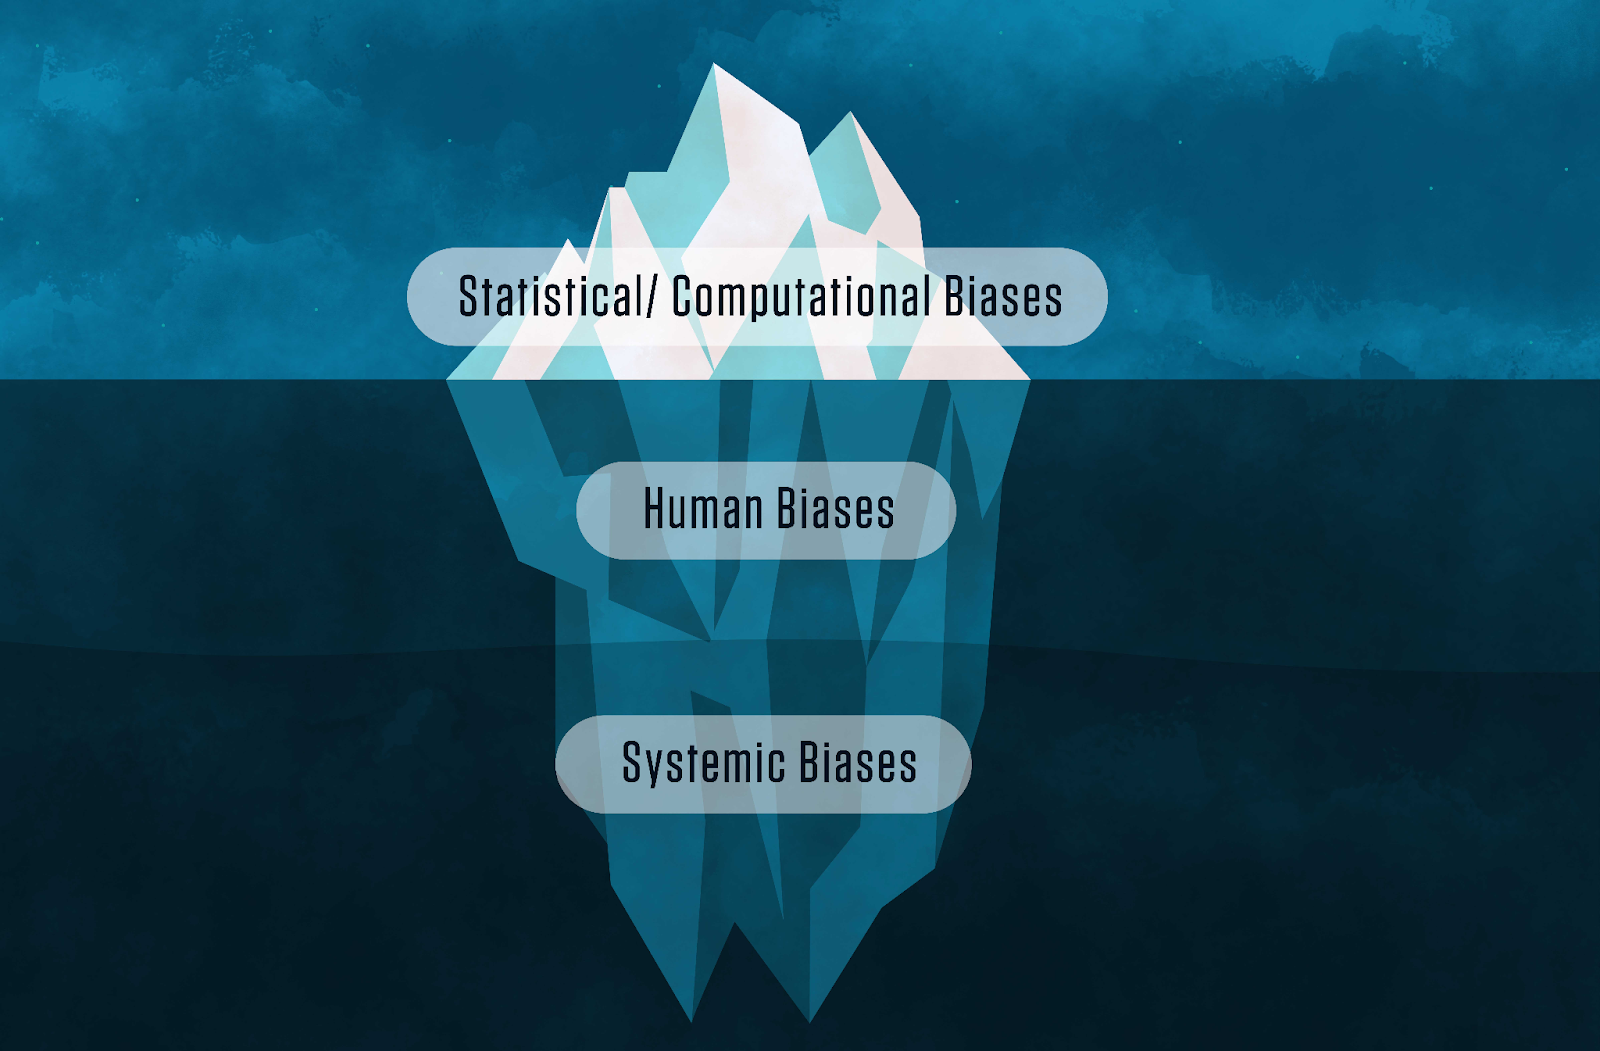 Statistical/ Computational Biases
Human Biases
Systemic Biases